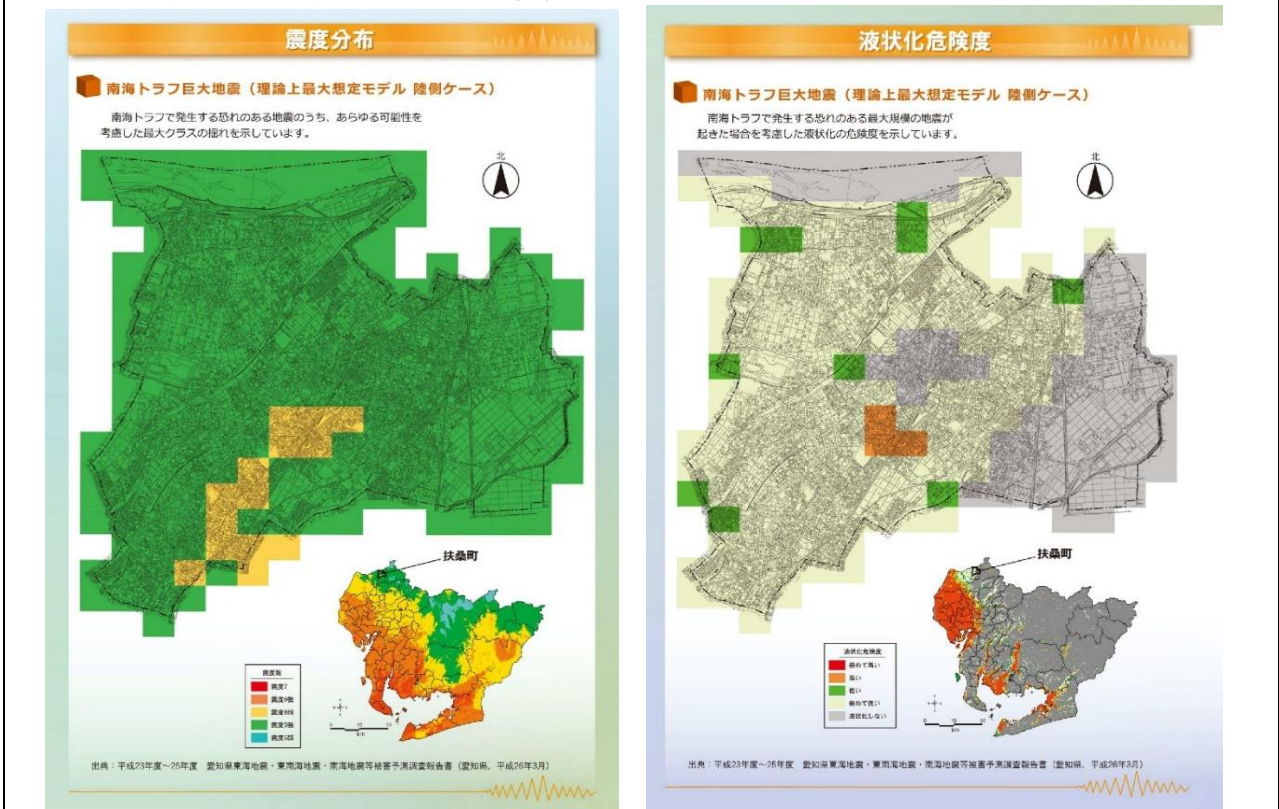 震度分布
南海トラフ巨大地震（理論上最大想定モデル 陸側ケース）
南海トラフで発生する恐れのある地震のうち、あらゆる可能性を
考慮した最大クラスの揺れを示しています。
北
扶桑町
震度階
震度7
震度6強
震度6弱
震度5強
震度5弱
km
出典：平成23年度～25年度 愛知県東海地震・東南海地震・南海地震等被害予測調査報告書（愛知県、平成26年3月）
液状化危険度
南海トラフ巨大地震（理論上最大想定モデル 陸側ケース）
南海トラフで発生する恐れのある最大規模の地震が
起きた場合を考慮した液状化の危険度を示しています。
北
扶桑町
液状化危険度
極めて高い
高い
低い
極めて低い
液状化しない
km
出典：平成23年度～25年度 愛知県東海地震・東南海地震・南海地震等被害予測調査報告書（愛知県、平成26年3月）